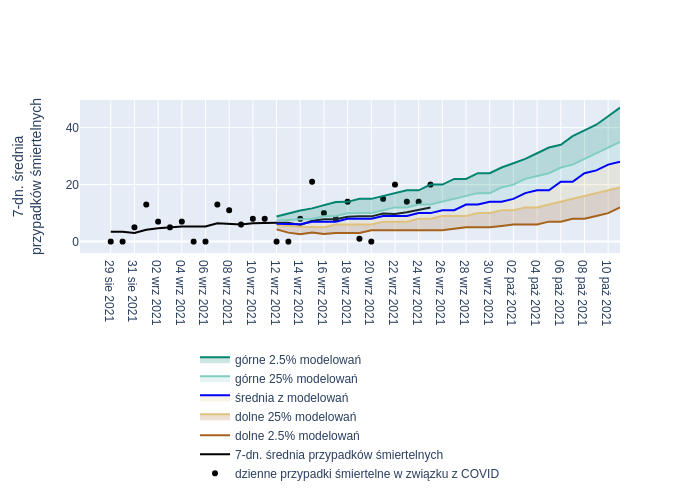 7-dn. średnia
przypadków śmiertelnych
40
20
0
29 sie 2021
31 sie 2021
02 wrz 2021
04 wrz 2021
06 wrz 2021
08 wrz 2021
10 wrz 2021
12 wrz 2021
14 wrz 2021
16 wrz 2021
18 wrz 2021
20 wrz 2021
22 wrz 2021
24 wrz 2021
26 wrz 2021
28 wrz 2021
30 wrz 2021
02 paź 2021
04 paź 2021
06 paź 2021
08 paź 2021
10 paź 2021
górne 2.5% modelowań
górne 25% modelowań
średnia z modelowań
dolne 25% modelowań
dolne 2.5% modelowań
7-dn. średnia przypadków śmiertelnych
dzienne przypadki śmiertelne w związku z COVID